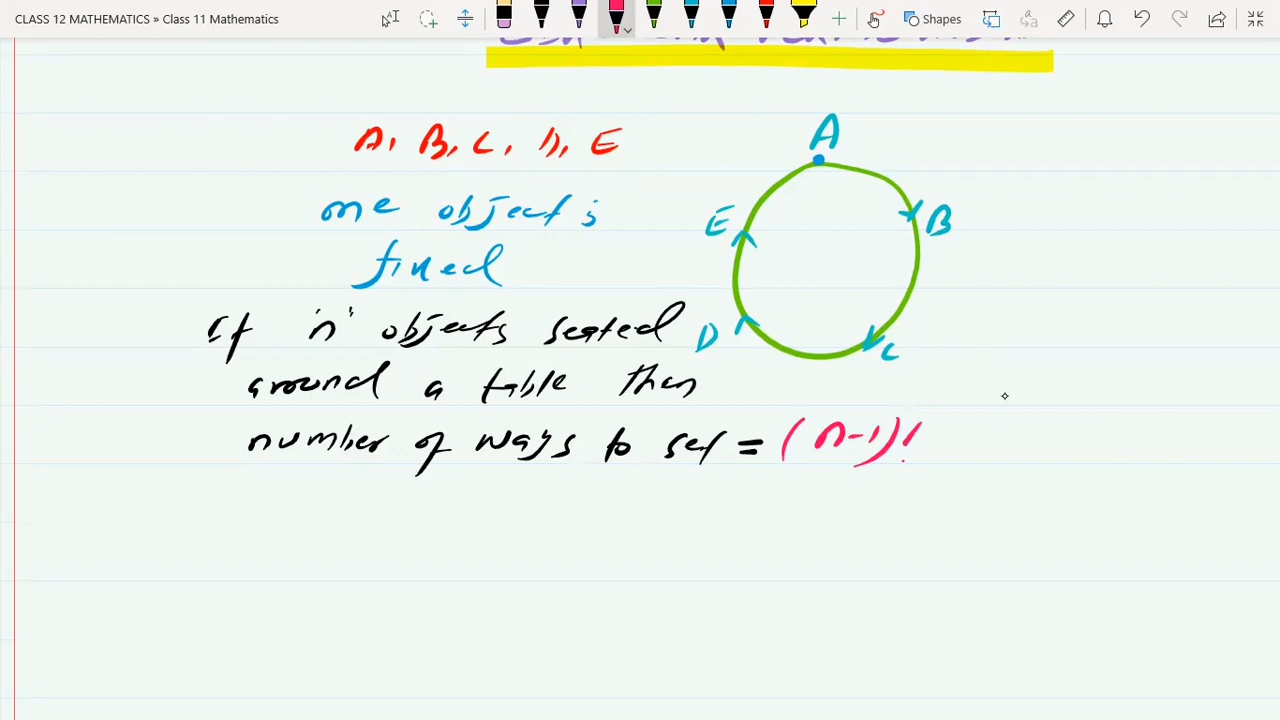 CLASS 12 MATHEMATICS » Class 11 Mathematics
Shapes
A, B, C, D, E
one object is
fixed
If 'n' objects seated
around a table then
number of ways to set = (n-1)!
A
B
C
D
E